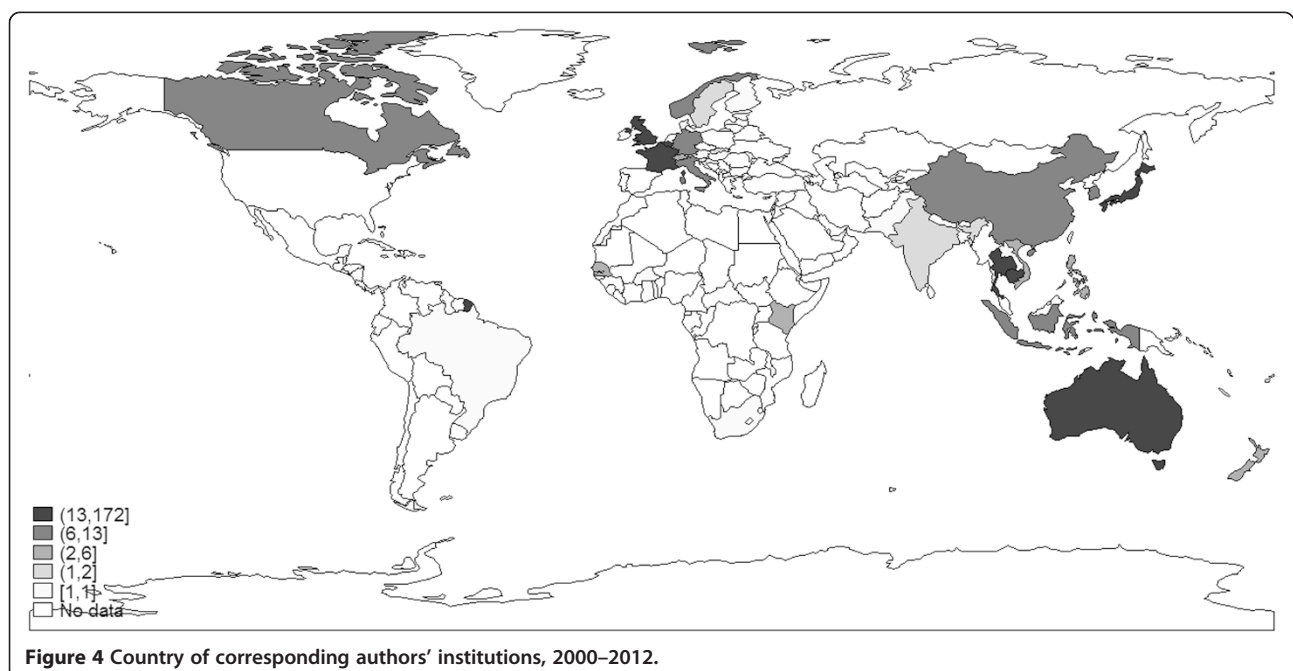 (13,172]
(6,13]
(2,6]
(1,2]
[1,1]
No data
Figure 4 Country of corresponding authors' institutions, 2000–2012.